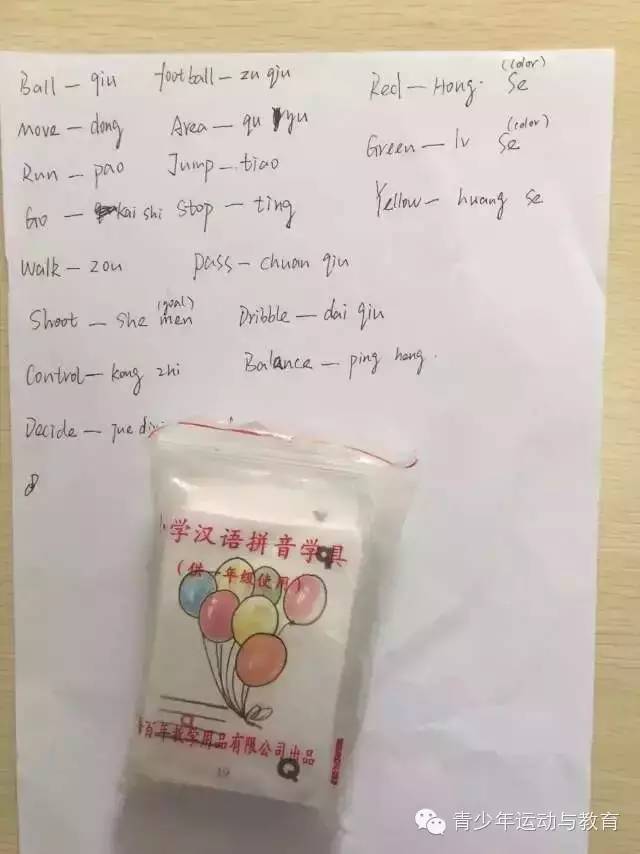 Ball — qiu football — zu qiu Red — Hong Se (color)
Move — dong Area — qu yu Green — lv Se (color)
Run — pao Jump — tiao
Go — kai shi Stop — ting Yellow — huang se
Walk — zou pass — chuan qiu
Shoot — she men (goal) Dribble — dai qiu
Control — kong zhi Balance — ping heng.
Decide — jue
小学汉语拼音学具
(供一年级使用)
百年教学用品有限公司出品
19
q
q
Q
青少年运动与教育